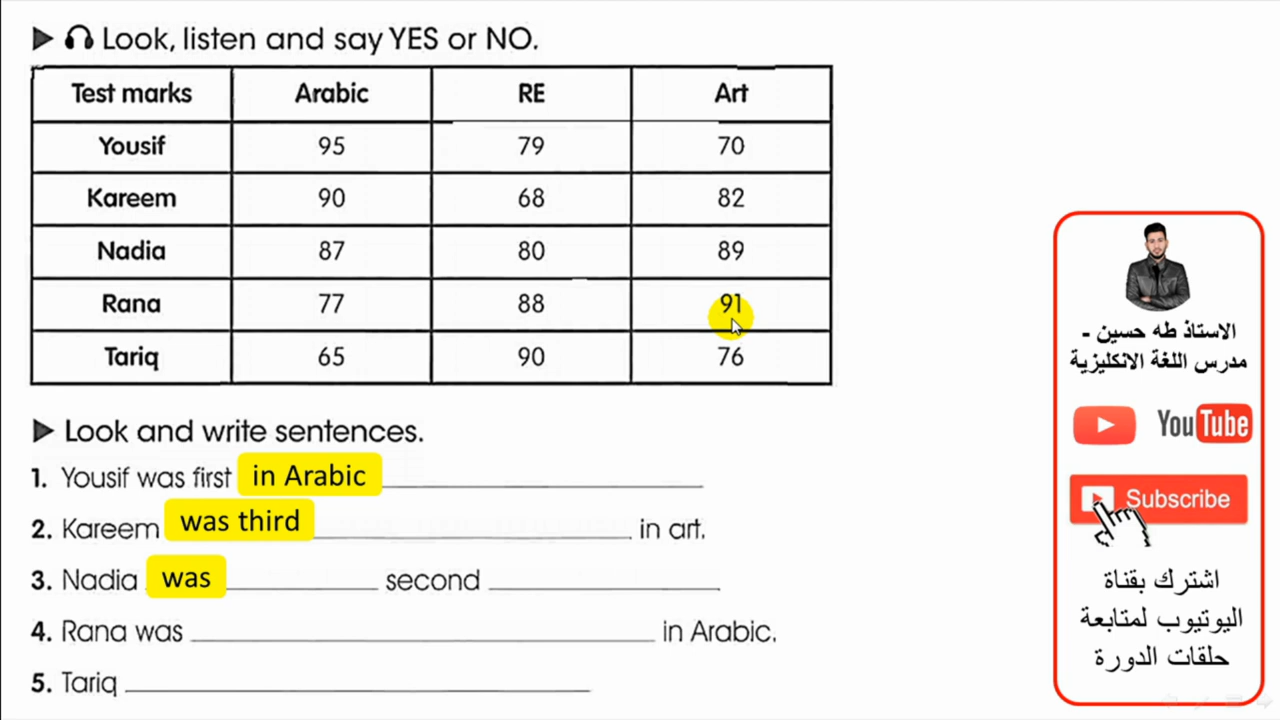 Look, listen and say YES or NO.
Test marks Arabic RE Art
Yousif 95 79 70
Kareem 90 68 82
Nadia 87 80 89
Rana 77 88 91
Tariq 65 90 76
Look and write sentences.
1. Yousif was first in Arabic
2. Kareem was third in art.
3. Nadia was second
4. Rana was in Arabic.
5. Tariq
الاستاذ طه حسين -
مدرس اللغة الانكليزية
YouTube
Subscribe
اشترك بقناة
اليوتيوب لمتابعة
حلقات الدورة